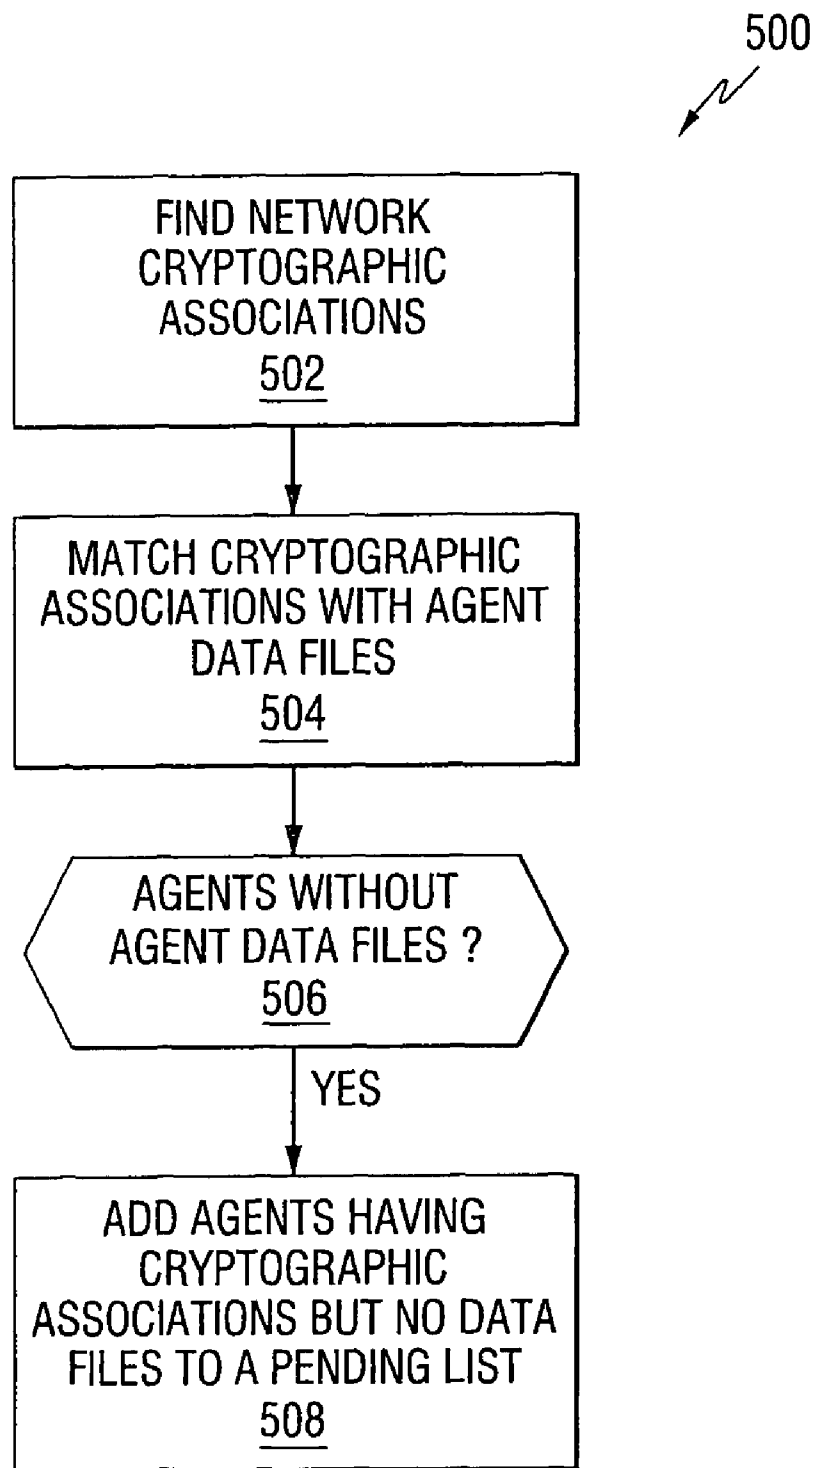 500
FIND NETWORK
CRYPTOGRAPHIC
ASSOCIATIONS
502
MATCH CRYPTOGRAPHIC
ASSOCIATIONS WITH AGENT
DATA FILES
504
AGENTS WITHOUT
AGENT DATA FILES ?
506
YES
ADD AGENTS HAVING
CRYPTOGRAPHIC
ASSOCIATIONS BUT NO DATA
FILES TO A PENDING LIST
508